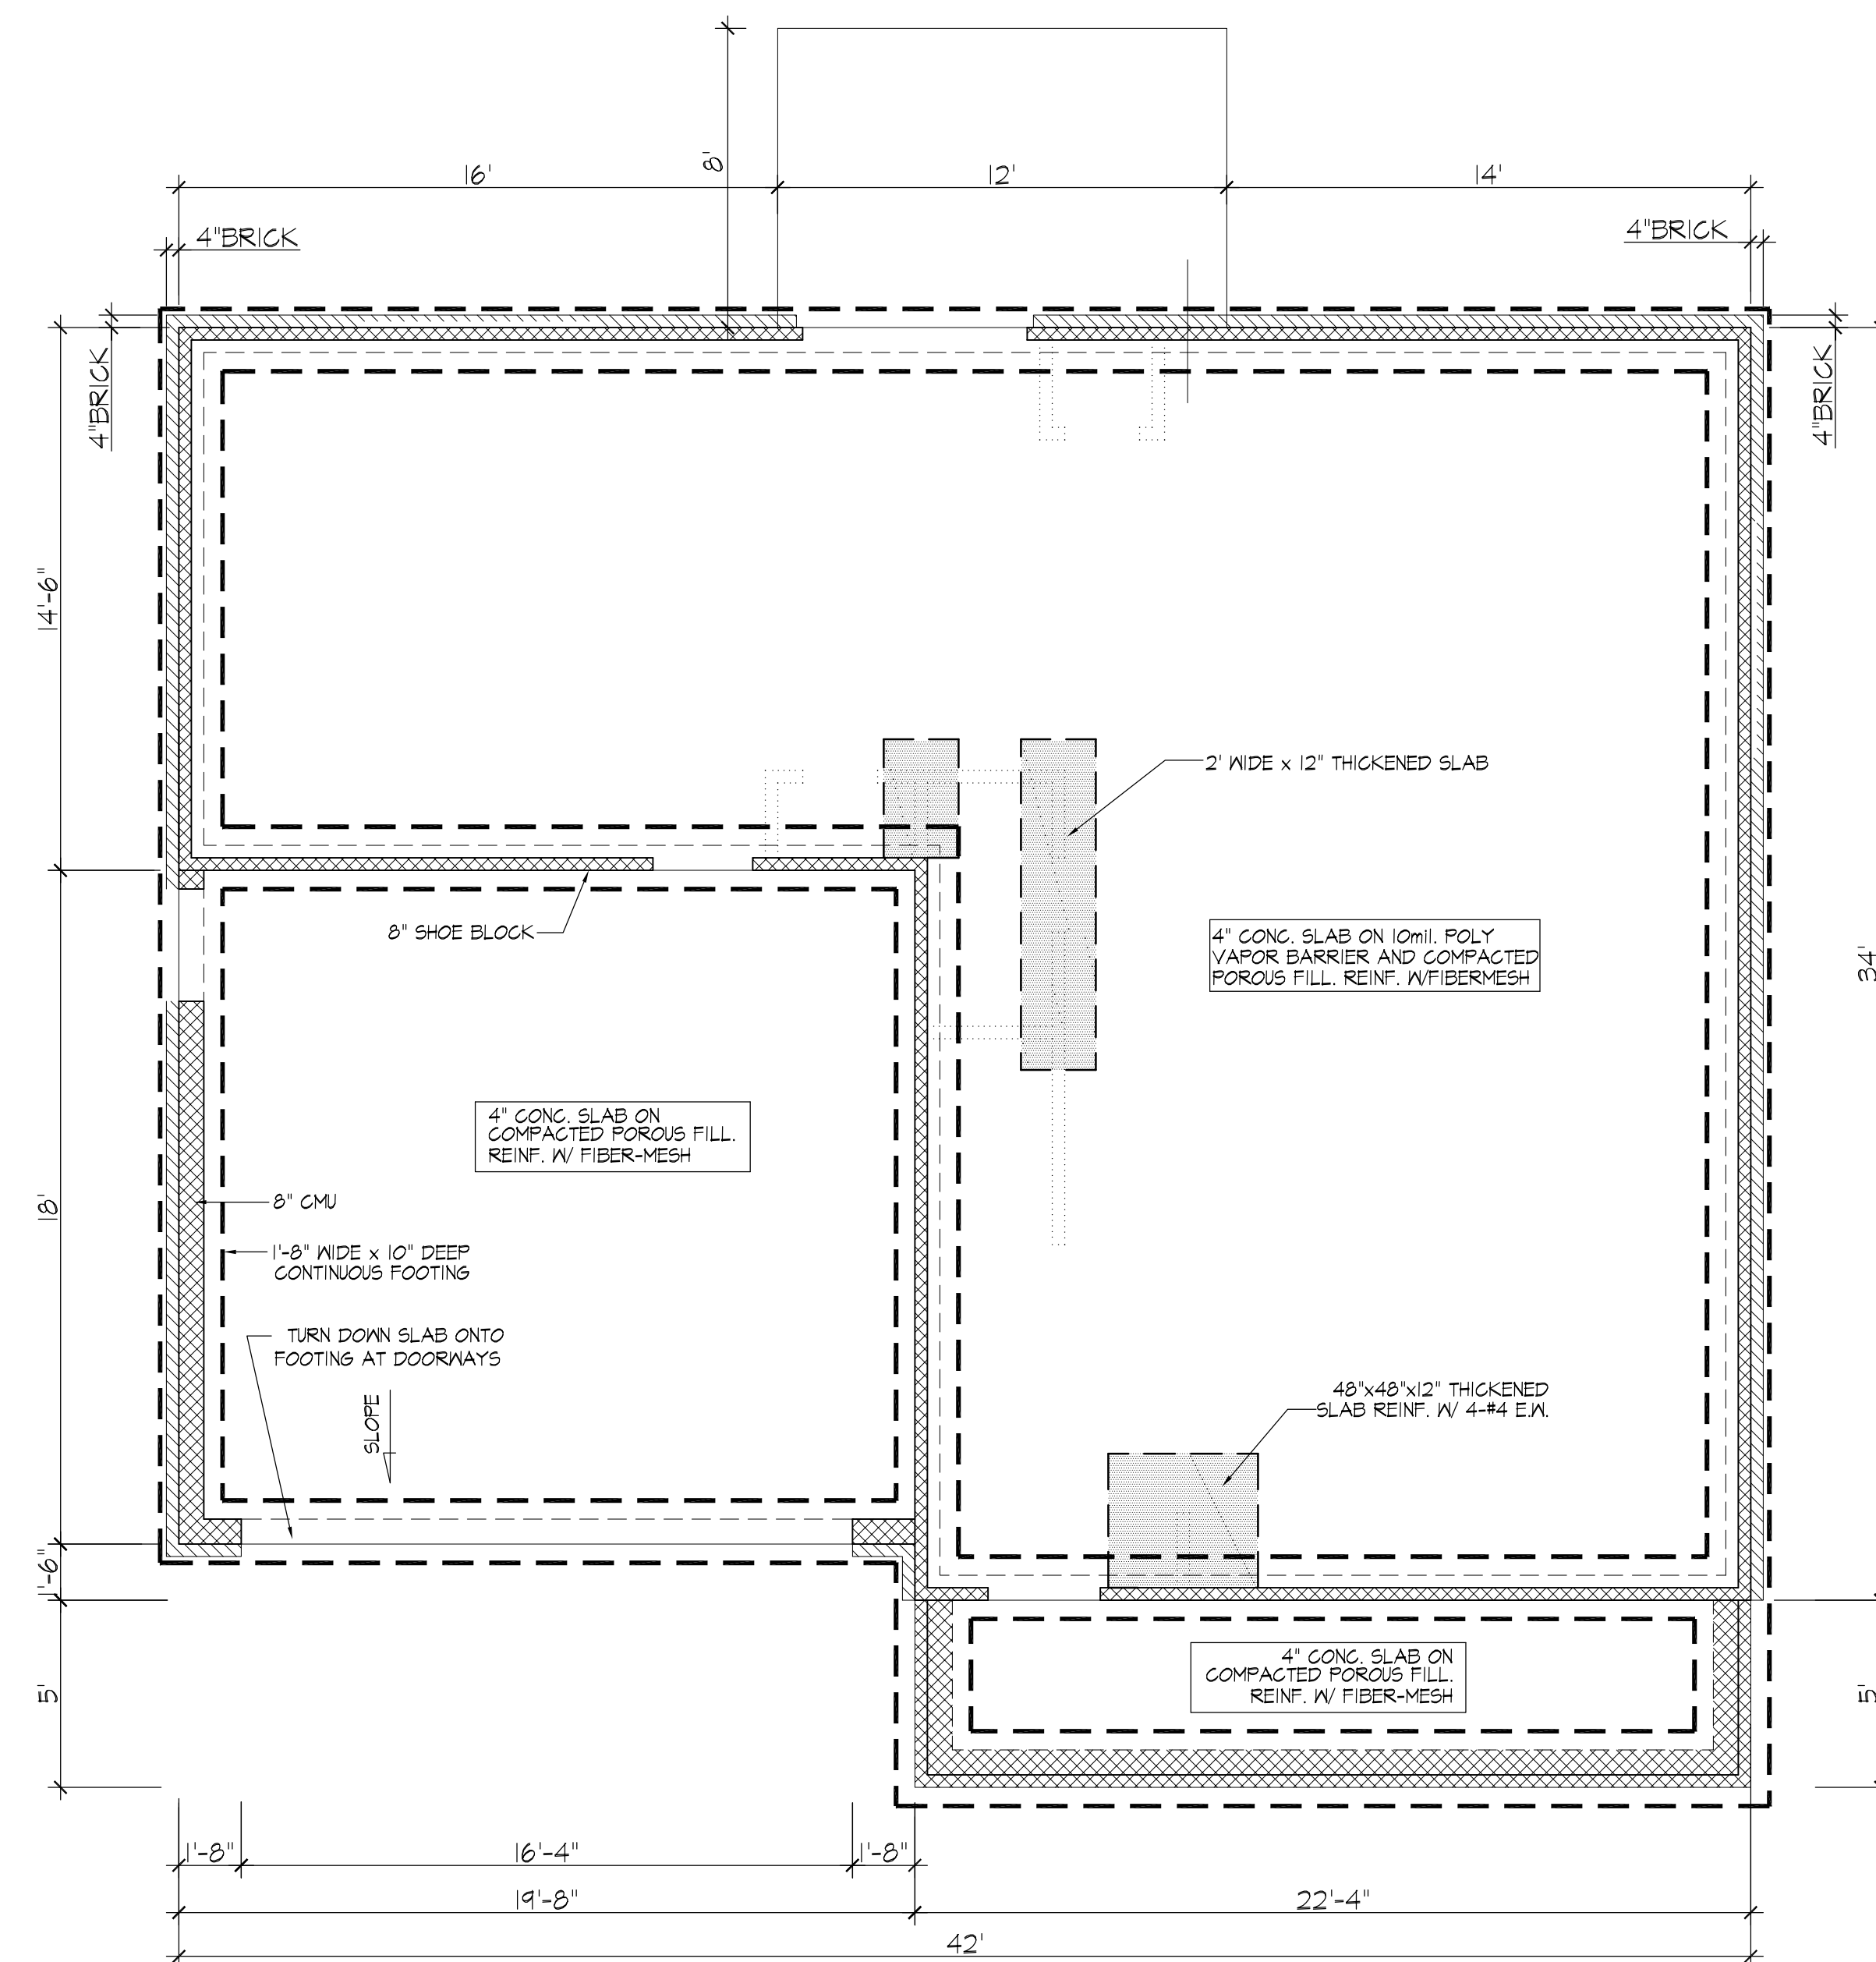 8'
16'
12'
14'
4"BRICK
4"BRICK
4"BRICK
4"BRICK
14'-6"
2' WIDE x 12" THICKENED SLAB
8" SHOE BLOCK
4" CONC. SLAB ON 10mil. POLY
VAPOR BARRIER AND COMPACTED
POROUS FILL. REINF. W/FIBERMESH
34'
4" CONC. SLAB ON
COMPACTED POROUS FILL.
REINF. W/ FIBER-MESH
18'
8" CMU
1'-8" WIDE x 10" DEEP
CONTINUOUS FOOTING
TURN DOWN SLAB ONTO
FOOTING AT DOORWAYS
SLOPE
48"x48"x12" THICKENED
SLAB REINF. W/ 4-#4 E.W.
1'-6"
4" CONC. SLAB ON
COMPACTED POROUS FILL.
REINF. W/ FIBER-MESH
5'
5'
1'-8"
16'-4"
1'-8"
19'-8"
22'-4"
42'